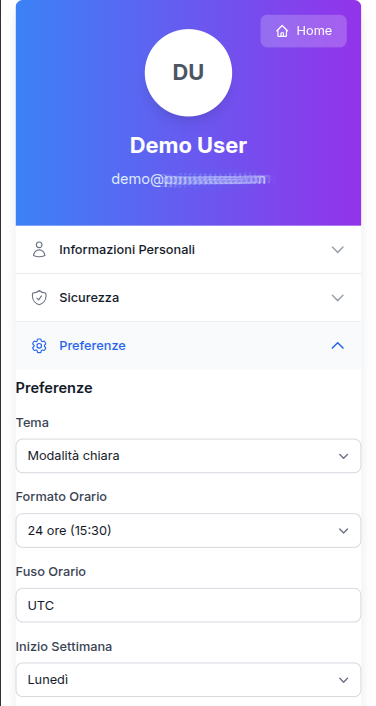 Home
DU
Demo User
demo@
Informazioni Personali
Sicurezza
Preferenze
Preferenze
Tema
Modalità chiara
Formato Orario
24 ore (15:30)
Fuso Orario
UTC
Inizio Settimana
Lunedì